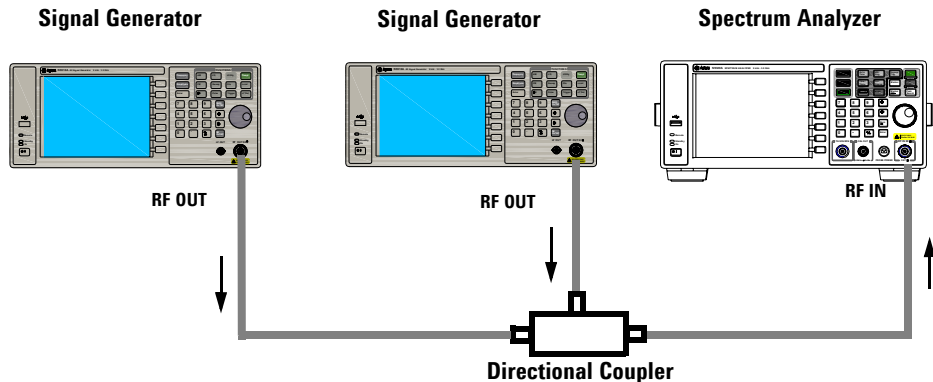 Signal Generator
Signal Generator
Spectrum Analyzer
RF OUT
RF OUT
RF IN
Directional Coupler